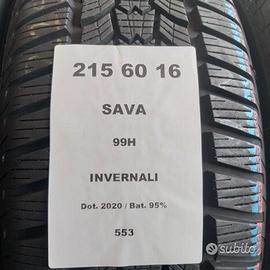 215 60 16
SAVA
99H
INVERNALI
Dot. 2020 / Bat. 95%
553
subito